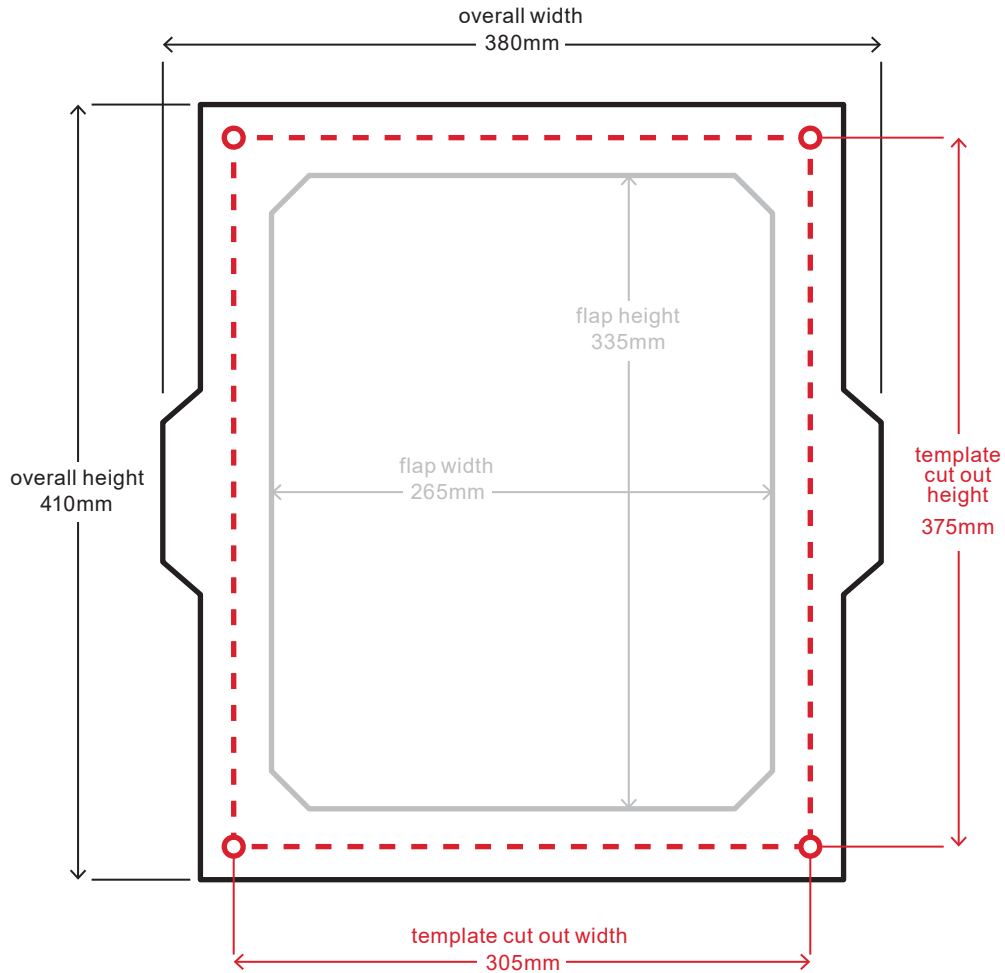 overall width
380mm
flap height
335mm
flap width
265mm
overall height
410mm
template
cut out
height
375mm
template cut out width
305mm